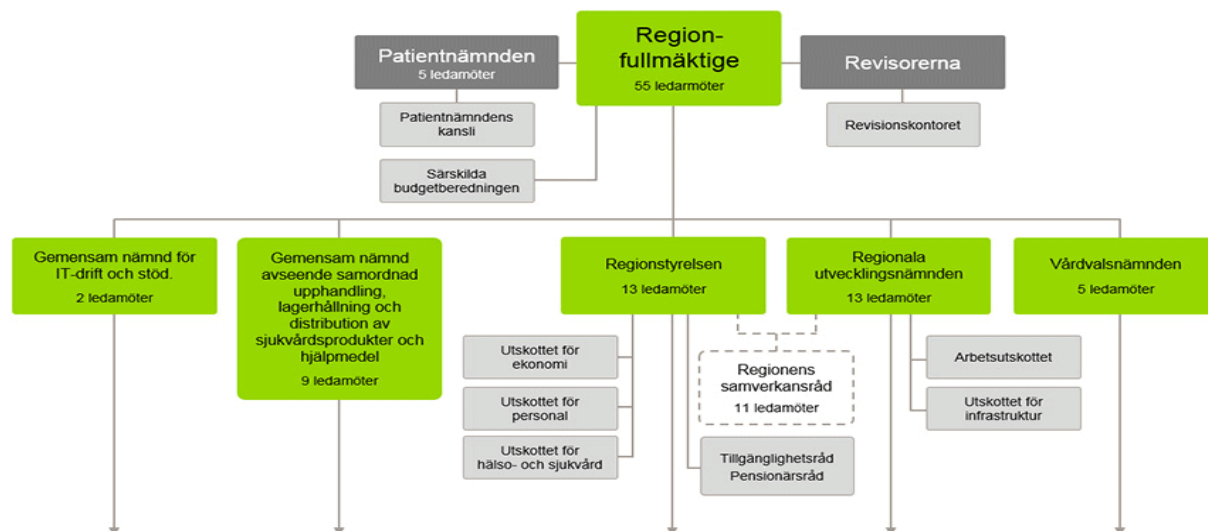 Region-
fullmäktige
55 ledarmöter
Patientnämnden
5 ledamöter
Revisorerna
Patientnämndens
kansli
Revisionskontoret
Särskilda
budgetberedningen
Gemensam nämnd för
IT-drift och stöd.
2 ledamöter
Gemensam nämnd
avseende samordnad
upphandling,
lagerhållning och
distribution av
sjukvårdsprodukter och
hjälpmedel
9 ledamöter
Regionstyrelsen
13 ledamöter
Regionala
utvecklingsnämnden
13 ledamöter
Vårdvalsnämnden
5 ledamöter
Utskottet för
ekonomi
Utskottet för
personal
Utskottet för
hälso- och sjukvård
Regionens
samverkansråd
11 ledamöter
Tillgänglighetsråd
Pensionärsråd
Arbetsutskottet
Utskottet för
infrastruktur